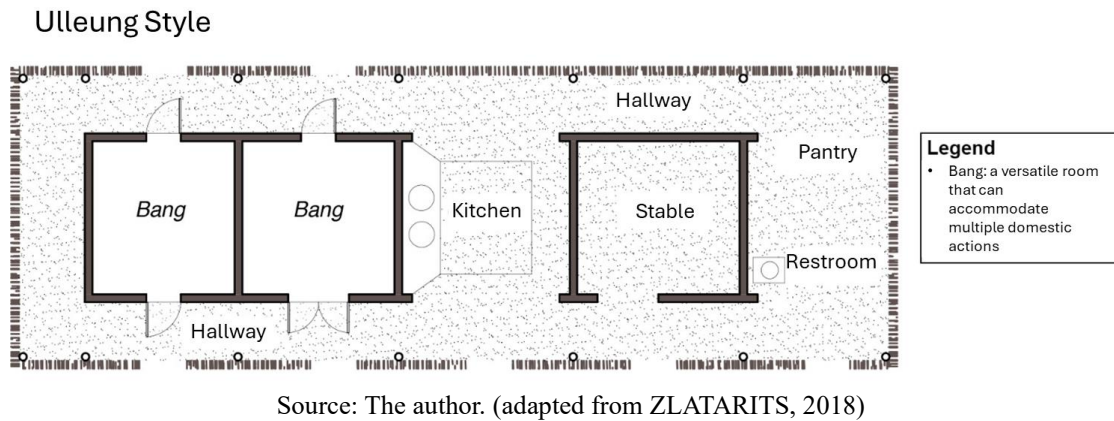 Ulleung Style
Hallway
Pantry
Bang
Bang
Kitchen
Stable
Restroom
Hallway
Legend
• Bang: a versatile room
that can
accommodate
multiple domestic
actions
Source: The author. (adapted from ZLATARITS, 2018)